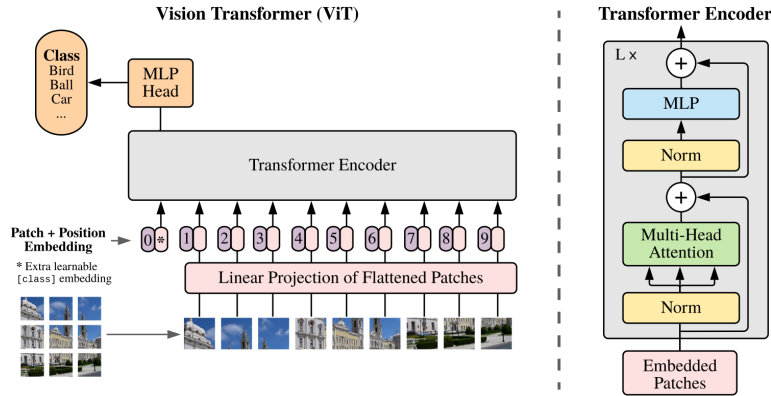 Vision Transformer (ViT)
Class
Bird
Ball
Car
...
MLP
Head
Transformer Encoder
Patch + Position
Embedding
0 * 1 2 3 4 5 6 7 8 9
* Extra learnable
[class] embedding
Linear Projection of Flattened Patches
Transformer Encoder
L x
+
MLP
Norm
+
Multi-Head
Attention
Norm
Embedded
Patches